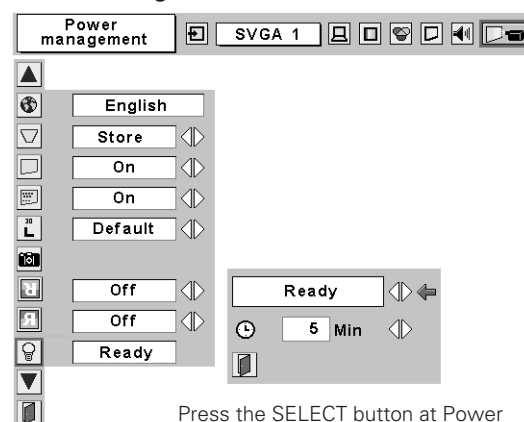 Power
management
SVGA 1
English
Store
On
On
Default
Off
Ready
Off
5 Min
Ready
Press the SELECT button at Power